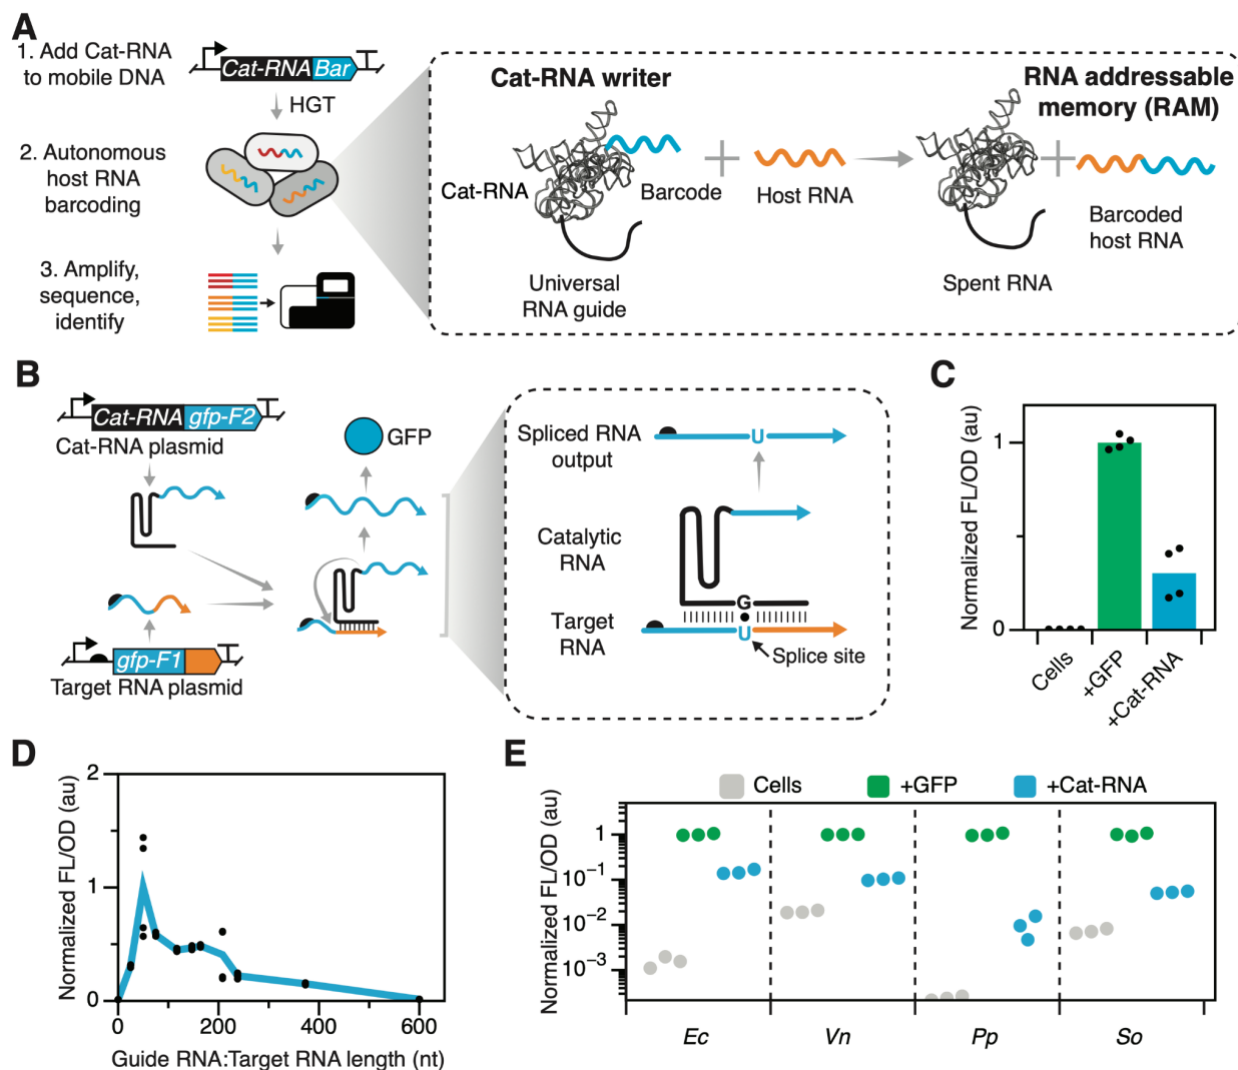 A
1. Add Cat-RNA
to mobile DNA
Cat-RNA Bar
HGT
2. Autonomous
host RNA
barcoding
3. Amplify,
sequence,
identify
Cat-RNA writer
RNA addressable
memory (RAM)
Cat-RNA
Barcode
Host RNA
Barcoded
host RNA
Universal
RNA guide
Spent RNA
B
Cat-RNA gfp-F2
Cat-RNA plasmid
GFP
gfp-F1
Target RNA plasmid
Spliced RNA
output
U
Catalytic
RNA
G
Target
RNA
U
Splice site
C
Normalized FL/OD (au)
1
0
Cells
+GFP
+Cat-RNA
D
Normalized FL/OD (au)
2
1
0
0 200 400 600
Guide RNA:Target RNA length (nt)
E
Cells +GFP +Cat-RNA
Normalized FL/OD (au)
1
10⁻¹
10⁻²
10⁻³
Ec Vn Pp So